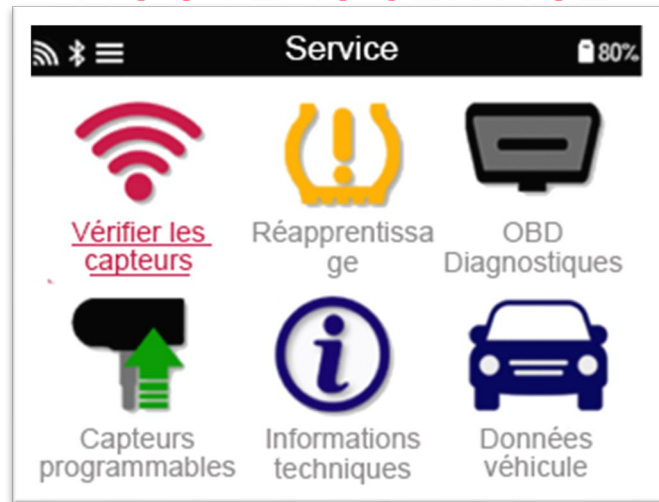 Service
80%
Vérifier les
capteurs
Réapprentissa
ge
OBD
Diagnostiques
Capteurs
programmables
Informations
techniques
Données
véhicule